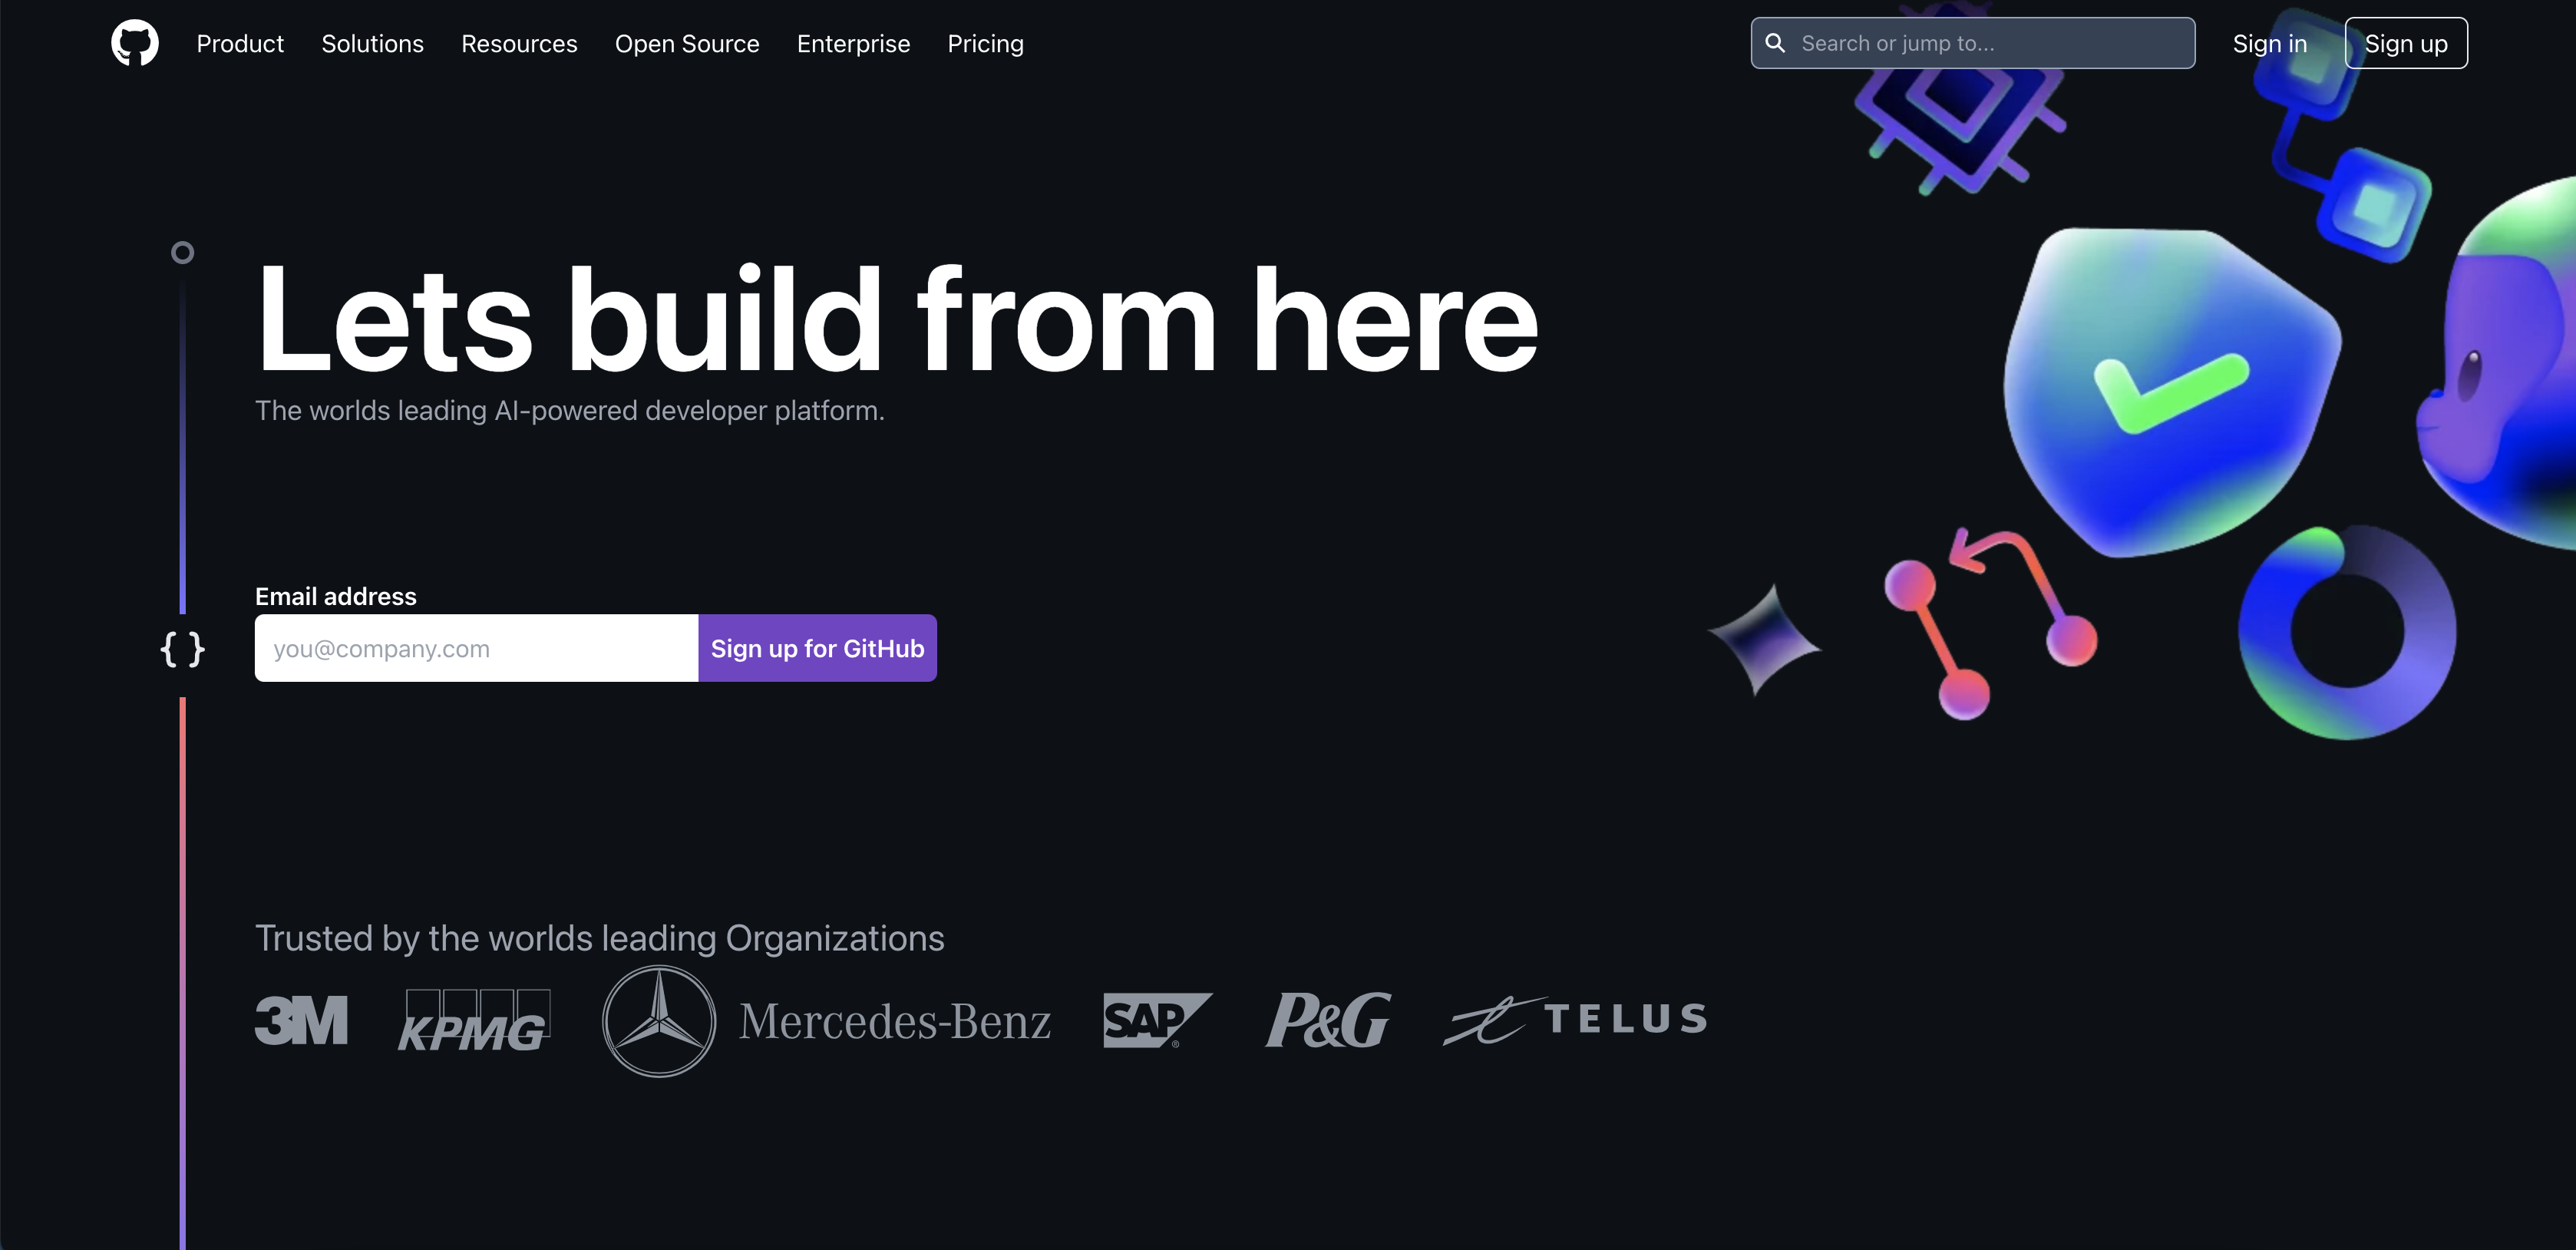 Product Solutions Resources Open Source Enterprise Pricing Search or jump to... Sign in Sign up
Lets build from here
The worlds leading AI-powered developer platform.
Email address
{ }
you@company.com Sign up for GitHub
Trusted by the worlds leading Organizations
3M KPMG Mercedes-Benz SAP® P&G TELUS